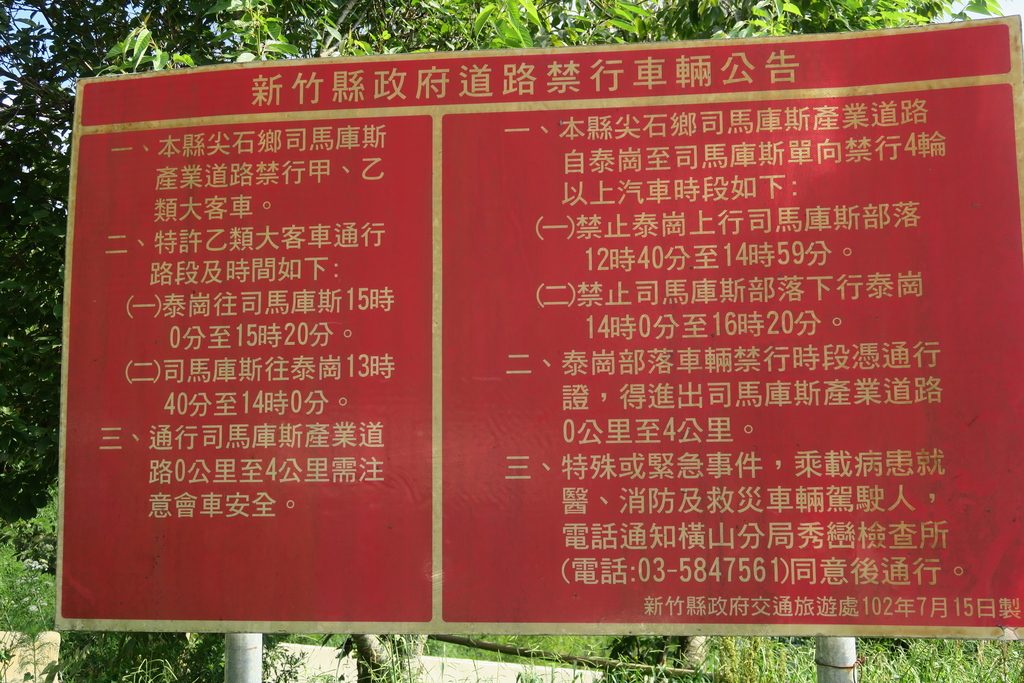 新竹縣政府道路禁行車輛公告
一、本縣尖石鄉司馬庫斯
產業道路禁行甲、乙
類大客車。
二、特許乙類大客車通行
路段及時間如下:
(一)泰崗往司馬庫斯15時
0分至15時20分。
(二)司馬庫斯往泰崗13時
40分至14時0分。
三、通行司馬庫斯產業道
路0公里至4公里需注
意會車安全。
一、本縣尖石鄉司馬庫斯產業道路
自泰崗至司馬庫斯單向禁行4輪
以上汽車時段如下:
(一)禁止泰崗上行司馬庫斯部落
12時40分至14時59分。
(二)禁止司馬庫斯部落下行泰崗
14時0分至16時20分。
二、泰崗部落車輛禁行時段憑通行
證，得進出司馬庫斯產業道路
0公里至4公里。
三、特殊或緊急事件，乘載病患就
醫、消防及救災車輛駕駛人，
電話通知橫山分局秀巒檢查所
(電話:03-5847561)同意後通行。
新竹縣政府交通旅遊處102年7月15日製